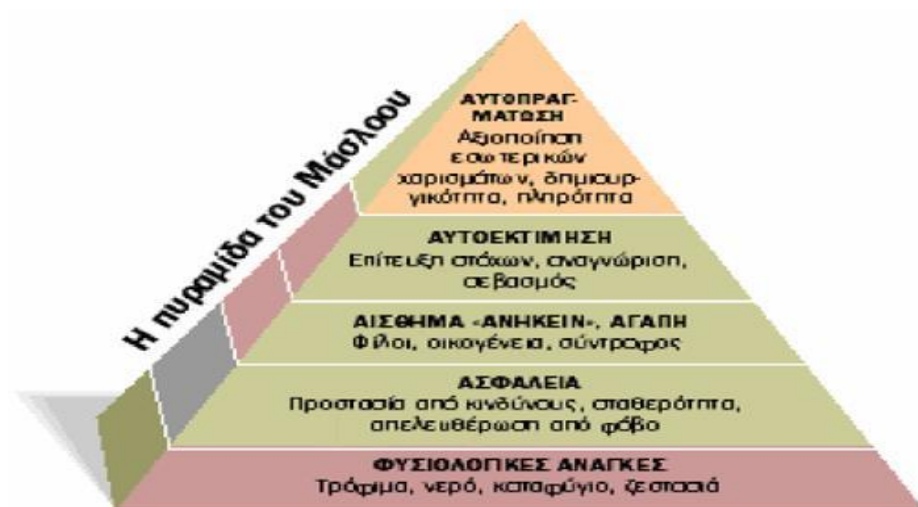 Η πυραμίδα του Μάσλοου
ΑΥΤΟΠΡΑΓ-
ΜΑΤΩΣΗ
Αξιοποίηση
εσωτερικών
χαρισμάτων, δημιουρ-
γικότητα, πληρότητα
ΑΥΤΟΕΚΤΙΜΗΣΗ
Επίτευξη στόχων, αναγνώριση,
σεβασμός
ΑΙΣΘΗΜΑ «ΑΝΗΚΕΙΝ», ΑΓΑΠΗ
Φίλοι, οικογένεια, σύντροφος
ΑΣΦΑΛΕΙΑ
Προστασία από κινδύνους, σταθερότητα,
απελευθέρωση από φόβο
ΦΥΣΙΟΛΟΓΙΚΕΣ ΑΝΑΓΚΕΣ
Τρόφιμα, νερό, καταφύγιο, ζεστασιά